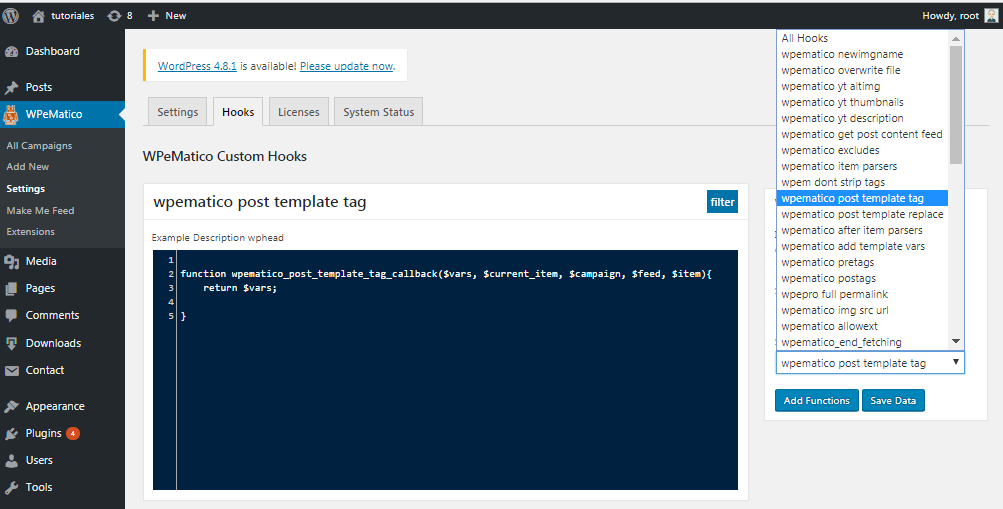 tutoriales 8 New Howdy, root
Dashboard
Posts
WPeMatico
All Campaigns
Add New
Settings
Make Me Feed
Extensions
Media
Pages
Comments
Downloads
Contact
Appearance
Plugins 4
Users
Tools
WordPress 4.8.1 is available! Please update now.
Settings Hooks Licenses System Status
WPeMatico Custom Hooks
wpematico post template tag filter
Example Description wphead
1
2 function wpematico_post_template_tag_callback($vars, $current_item, $campaign, $feed, $item){
3 return $vars;
4
5 }
All Hooks
wpematico newimgname
wpematico overwrite file
wpematico yt altimg
wpematico yt thumbnails
wpematico yt description
wpematico get post content feed
wpematico excludes
wpematico item parsers
wpem dont strip tags
wpematico post template tag
wpematico post template replace
wpematico after item parsers
wpematico add template vars
wpematico pretags
wpematico postags
wpepro full permalink
wpematico img src url
wpematico allowext
wpematico_end_fetching
wpematico post template tag
Add Functions Save Data